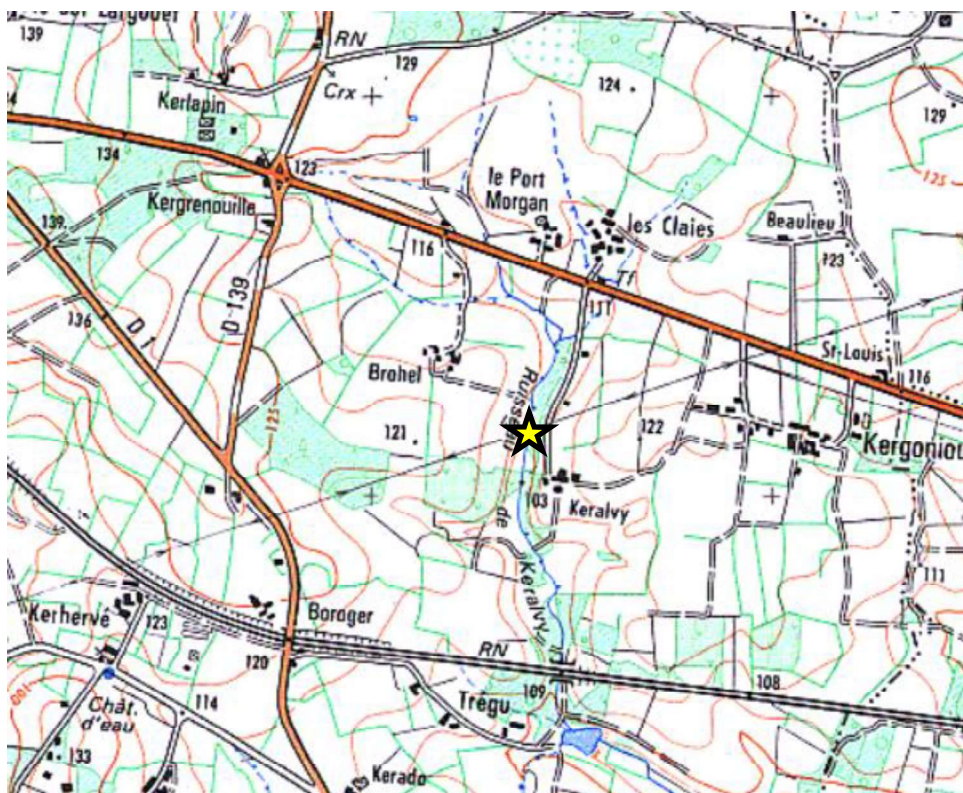 139
RN
129
Crx
124
129
Kerlapin
134
123
le Port
Morgan
125
Kergrenouille
les Claies
Beaulieu
139
116
123
Tf
111
136
D 1
D 139
St-Louis
116
Brohel
Ruisseau
de
Keralvy
125
121
122
Kergoniou
103
Keralvy
111
Kerhervé
123
Boroger
120
RN
109
108
100
Chât.
d'eau
114
Trégu
133
Kerado